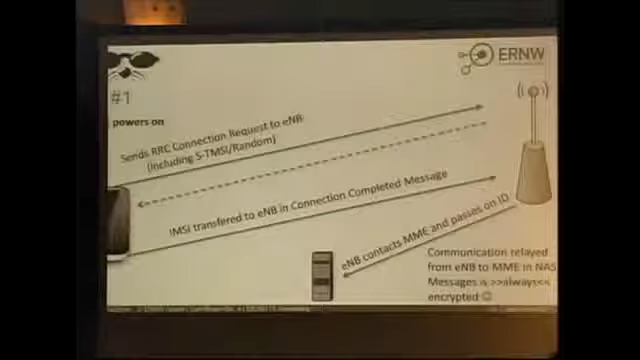 ERNW
#1
powers on
Sends RRC Connection Request to eNB
(Including S-TMSI/Random)
IMSI transfered to eNB in Connection Completed Message
eNB contacts MME and passes on ID
Communication relayed
from eNB to MME in NAS
Messages is >>always<<
encrypted ☺